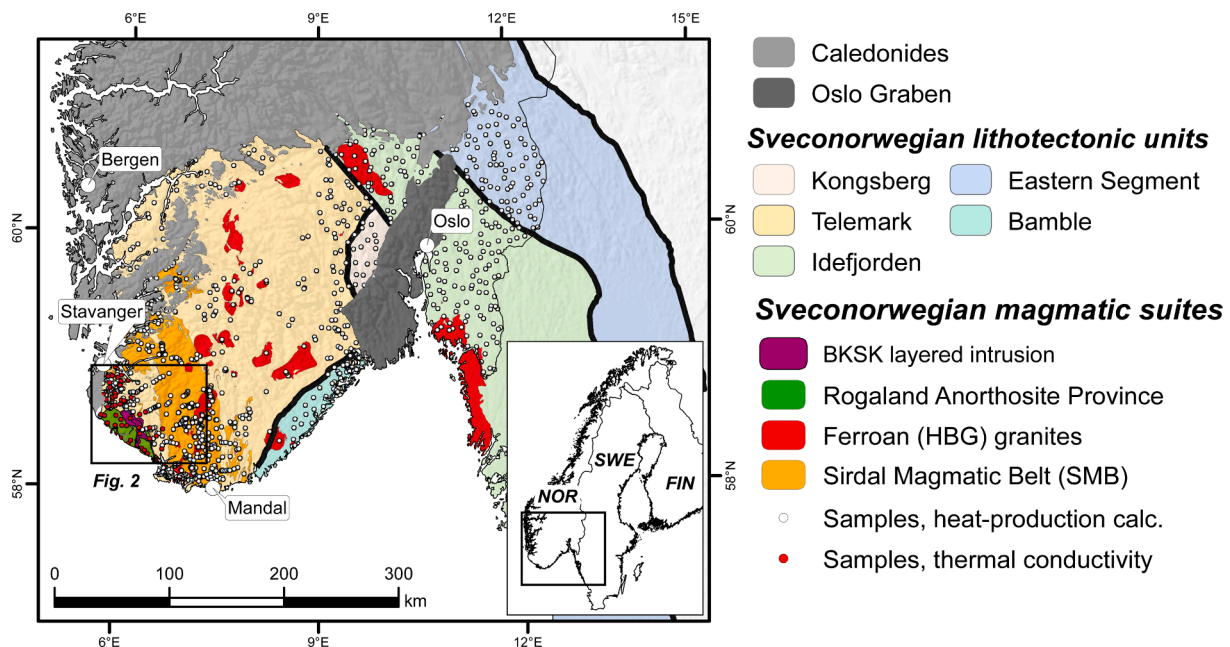 6°E 9°E 12°E 15°E
Bergen
Oslo
60°N
60°N
Stavanger
58°N
58°N
Fig. 2
Mandal
SWE
FIN
NOR
0 100 200 300
km
6°E 9°E 12°E
Caledonides
Oslo Graben
Sveconorwegian lithotectonic units
Kongsberg Eastern Segment
Telemark Bamble
Idefjorden
Sveconorwegian magmatic suites
BKSK layered intrusion
Rogaland Anorthosite Province
Ferroan (HBG) granites
Sirdal Magmatic Belt (SMB)
Samples, heat-production calc.
Samples, thermal conductivity